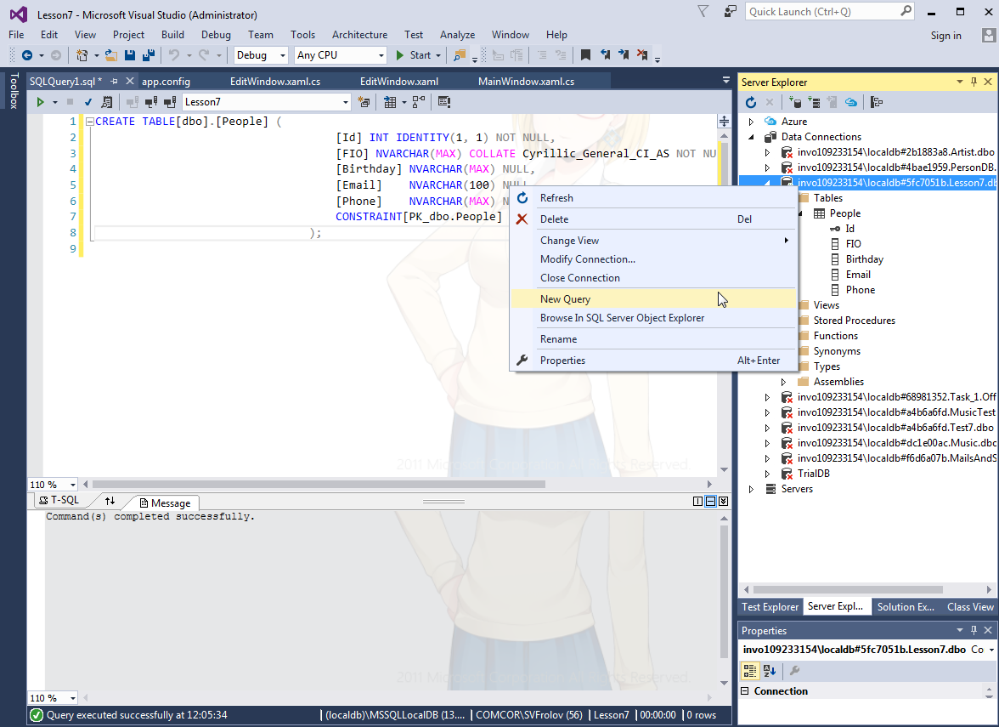 Lesson7 - Microsoft Visual Studio (Administrator)
Quick Launch (Ctrl+Q)
File Edit View Project Build Debug Team Tools Architecture Test Analyze Window Help Sign in
Debug Any CPU Start
Toolbox
SQLQuery1.sql * app.config EditWindow.xaml.cs EditWindow.xaml MainWindow.xaml.cs
Lesson7
1 CREATE TABLE[dbo].[People] (
2 [Id] INT IDENTITY(1, 1) NOT NULL,
3 [FIO] NVARCHAR(MAX) COLLATE Cyrillic_General_CI_AS NOT NU
4 [Birthday] NVARCHAR(MAX) NULL,
5 [Email] NVARCHAR(100) NULL,
6 [Phone] NVARCHAR(MAX) N
7 CONSTRAINT[PK_dbo.People]
8 );
9
Refresh
Delete Del
Change View
Modify Connection...
Close Connection
New Query
Browse In SQL Server Object Explorer
Rename
Properties Alt+Enter
2011 Microsoft Corporation All Rights Reserved.
110 %
T-SQL Message
Command(s) completed successfully.
2011 Microsoft Corporation All Rights Reserved.
110 %
Query executed successfully at 12:05:34 (localdb)\MSSQLLocalDB (13.... COMCOR\SVFrolov (56) Lesson7 00:00:00 0 rows
Server Explorer
Azure
Data Connections
invo109233154\localdb#2b1883a8.Artist.dbo
invo109233154\localdb#4bae1959.PersonDB.
invo109233154\localdb#5fc7051b.Lesson7.db
Tables
People
Id
FIO
Birthday
Email
Phone
Views
Stored Procedures
Functions
Synonyms
Types
Assemblies
invo109233154\localdb#68981352.Task_1.Off
invo109233154\localdb#a4b6a6fd.MusicTest
invo109233154\localdb#a4b6a6fd.Test7.dbo
invo109233154\localdb#dc1e00ac.Music.dbo
invo109233154\localdb#f6d6a07b.MailsAndS
TrialDB
Servers
Test Explorer Server Expl... Solution Ex... Class View
Properties
invo109233154\localdb#5fc7051b.Lesson7.dbo Co
Connection